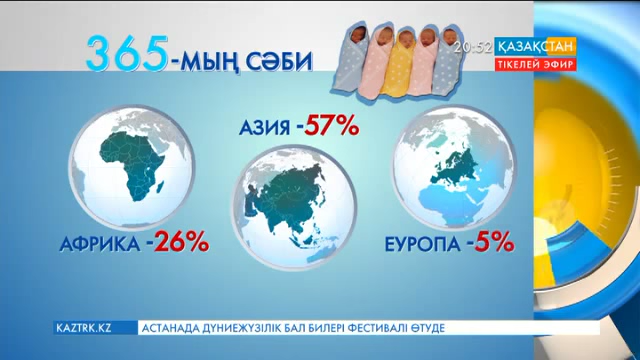 365-МЫҢ СӘБИ
20:52
ҚАЗАҚСТАН
ТІКЕЛЕЙ ЭФИР
АЗИЯ -57%
АФРИКА -26%
ЕУРОПА -5%
KAZTRK.KZ
АСТАНАДА ДҮНИЕЖҮЗІЛІК БАЛ БИЛЕРІ ФЕСТИВАЛІ ӨТУДЕ